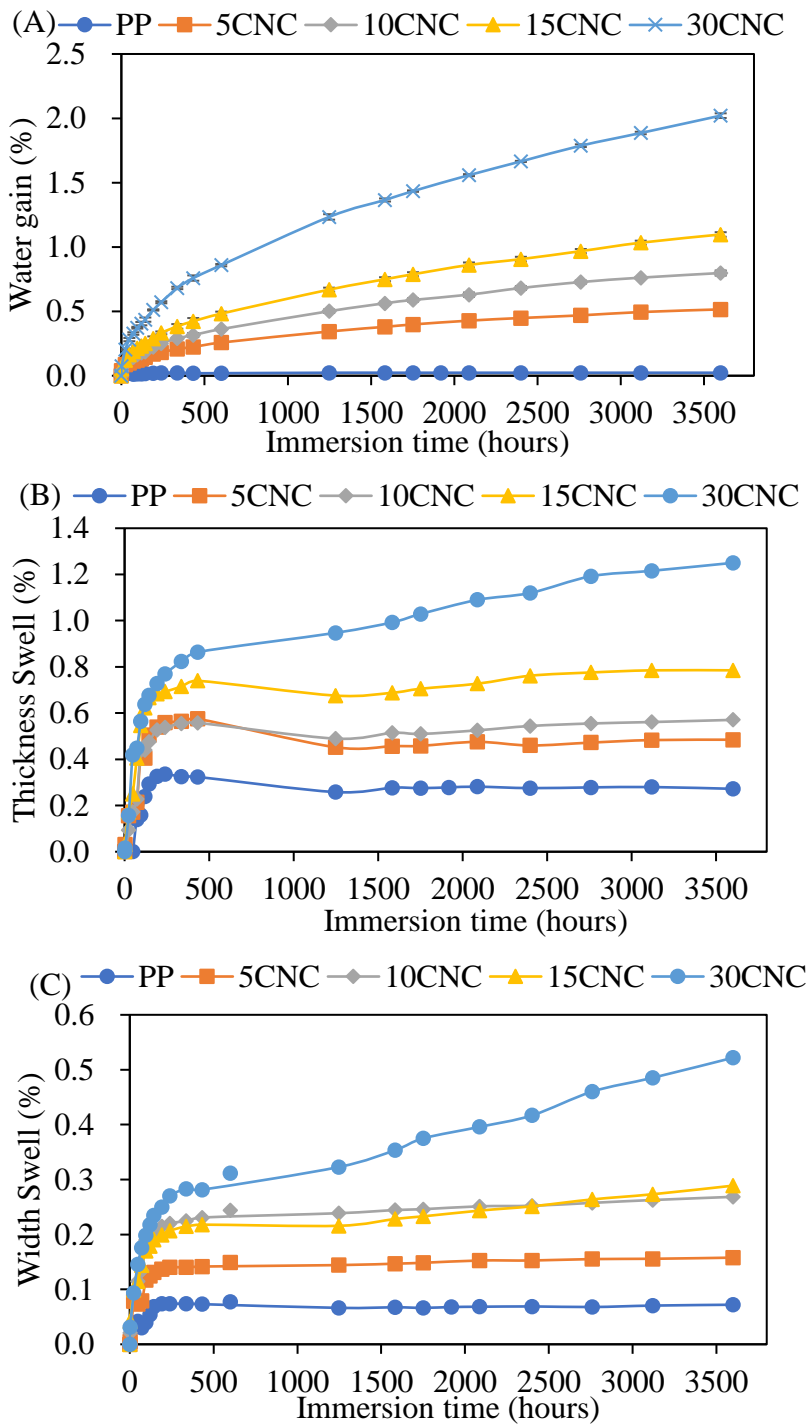 (A) PP 5CNC 10CNC 15CNC 30CNC
2.5
2.0
1.5
1.0
0.5
0.0
Water gain (%)
0 500 1000 1500 2000 2500 3000 3500
Immersion time (hours)
(B) PP 5CNC 10CNC 15CNC 30CNC
1.4
1.2
1.0
0.8
0.6
0.4
0.2
0.0
Thickness Swell (%)
0 500 1000 1500 2000 2500 3000 3500
Immersion time (hours)
(C) PP 5CNC 10CNC 15CNC 30CNC
0.6
0.5
0.4
0.3
0.2
0.1
0.0
Width Swell (%)
0 500 1000 1500 2000 2500 3000 3500
Immersion time (hours)